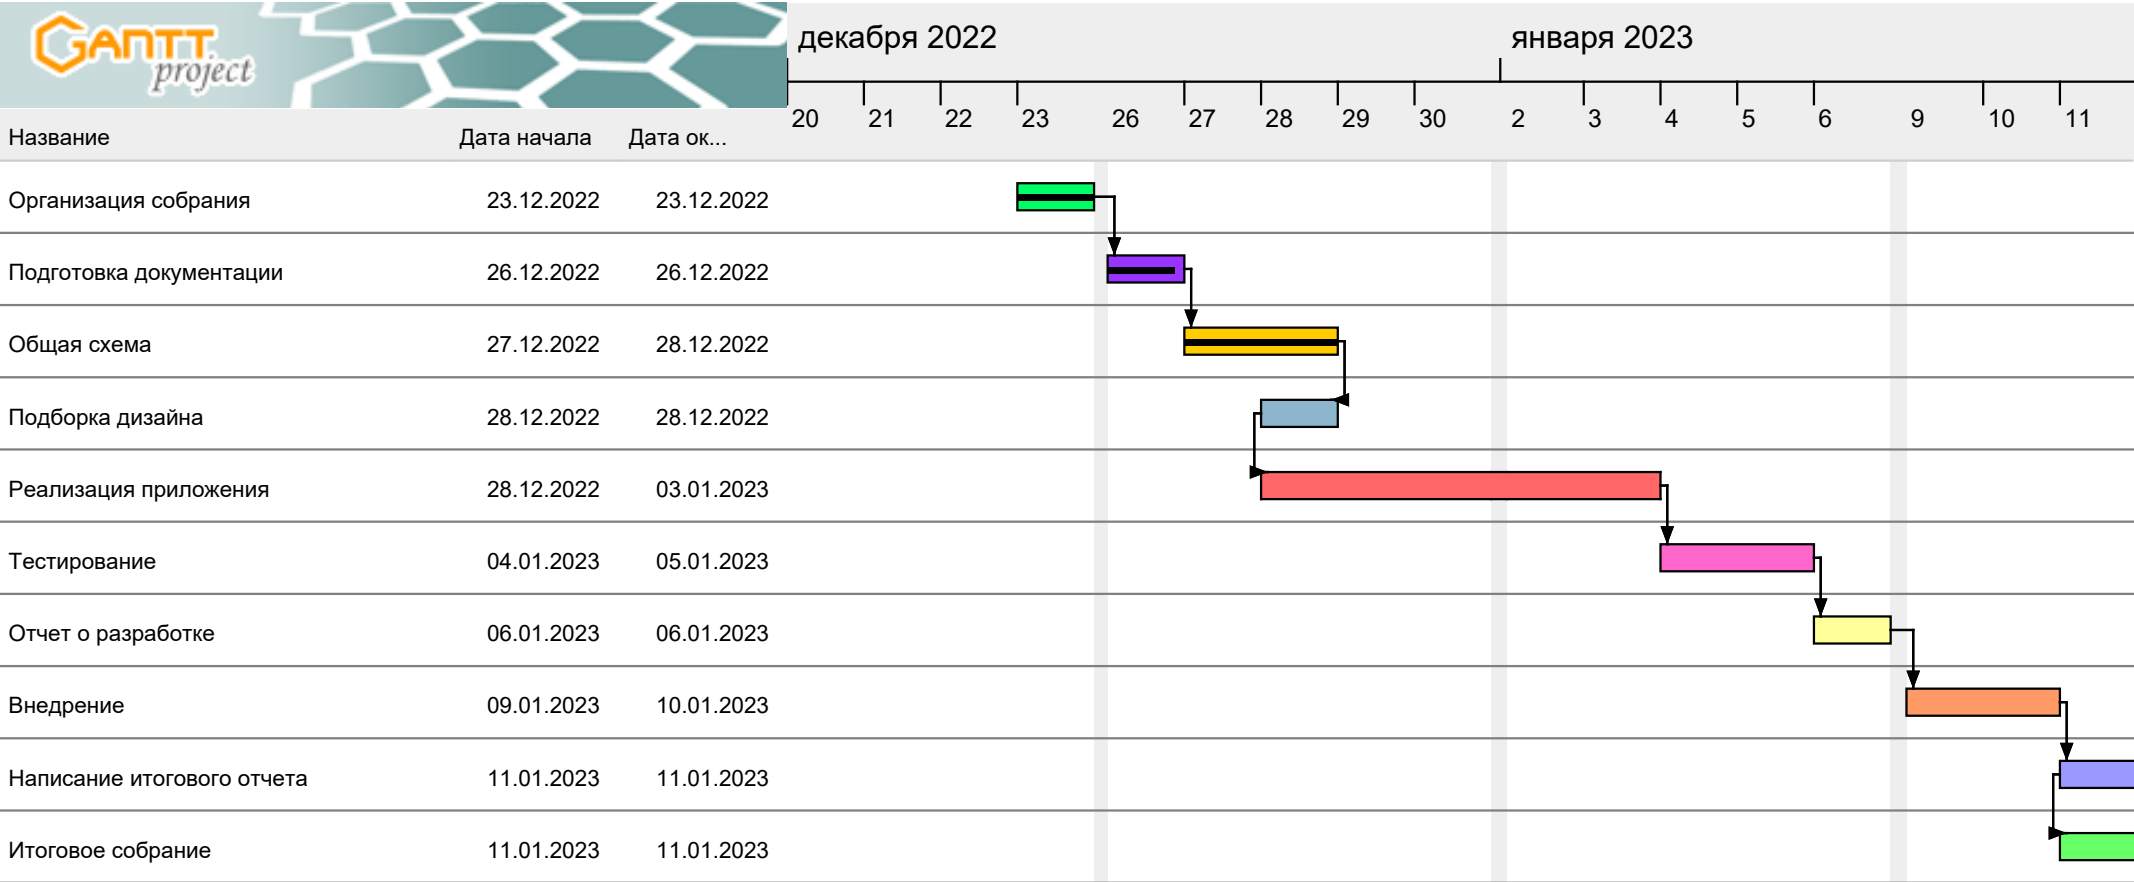 GANTT
project
декабря 2022 января 2023
20 21 22 23 26 27 28 29 30 2 3 4 5 6 9 10 11
Название Дата начала Дата ок...
Организация собрания 23.12.2022 23.12.2022
Подготовка документации 26.12.2022 26.12.2022
Общая схема 27.12.2022 28.12.2022
Подборка дизайна 28.12.2022 28.12.2022
Реализация приложения 28.12.2022 03.01.2023
Тестирование 04.01.2023 05.01.2023
Отчет о разработке 06.01.2023 06.01.2023
Внедрение 09.01.2023 10.01.2023
Написание итогового отчета 11.01.2023 11.01.2023
Итоговое собрание 11.01.2023 11.01.2023